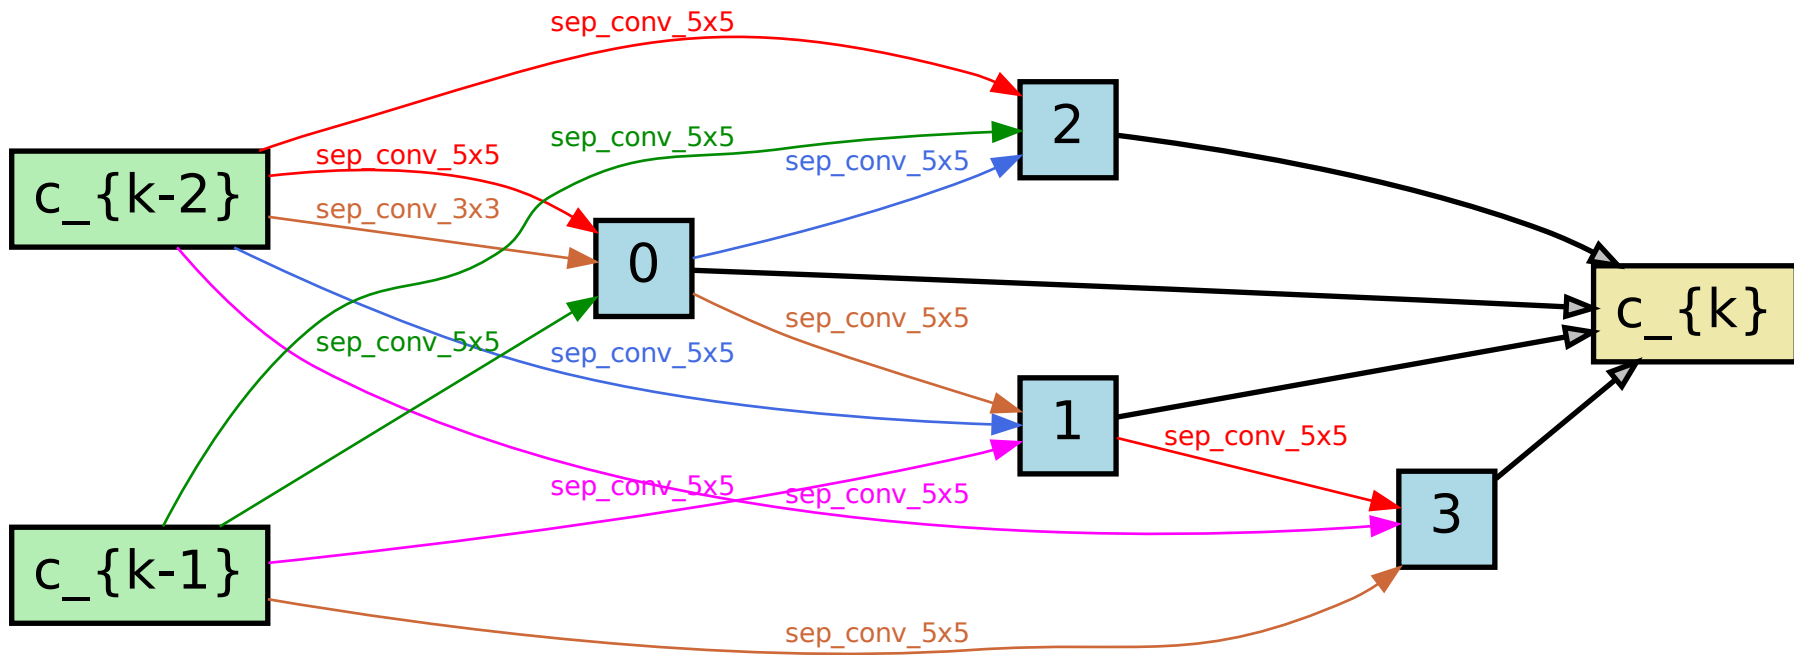 sep_conv_5x5
sep_conv_5x5
sep_conv_5x5
sep_conv_5x5
sep_conv_3x3
c_{k-2}
2
0
c_{k}
sep_conv_5x5
sep_conv_5x5
sep_conv_5x5
1
sep_conv_5x5
sep_conv_5x5
sep_conv_5x5
3
c_{k-1}
sep_conv_5x5